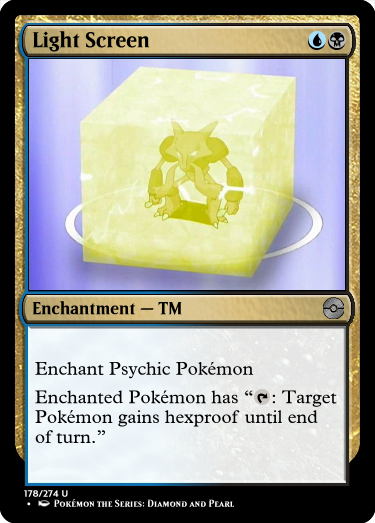 Light Screen
Enchantment — TM
Enchant Psychic Pokémon
Enchanted Pokémon has “T: Target
Pokémon gains hexproof until end
of turn.”
178/274 U
• Pokémon the Series: Diamond and Pearl